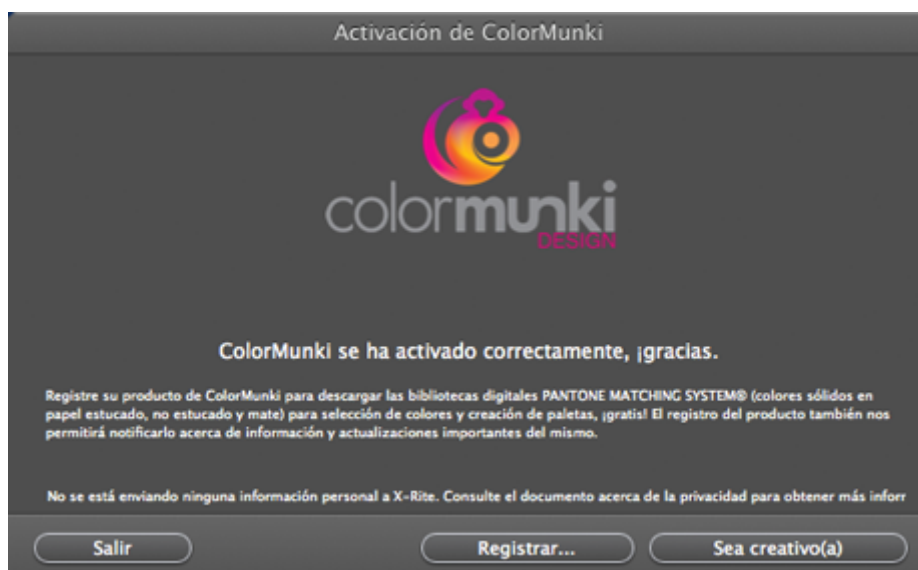 Activación de ColorMunki
colormunki
DESIGN
ColorMunki se ha activado correctamente, ¡gracias.
Registre su producto de ColorMunki para descargar las bibliotecas digitales PANTONE MATCHING SYSTEM® (colores sólidos en
papel estucado, no estucado y mate) para selección de colores y creación de paletas, ¡gratis! El registro del producto también nos
permitirá notificarlo acerca de información y actualizaciones importantes del mismo.
No se está enviando ninguna información personal a X-Rite. Consulte el documento acerca de la privacidad para obtener más inforr
Salir
Registrar...
Sea creativo(a)